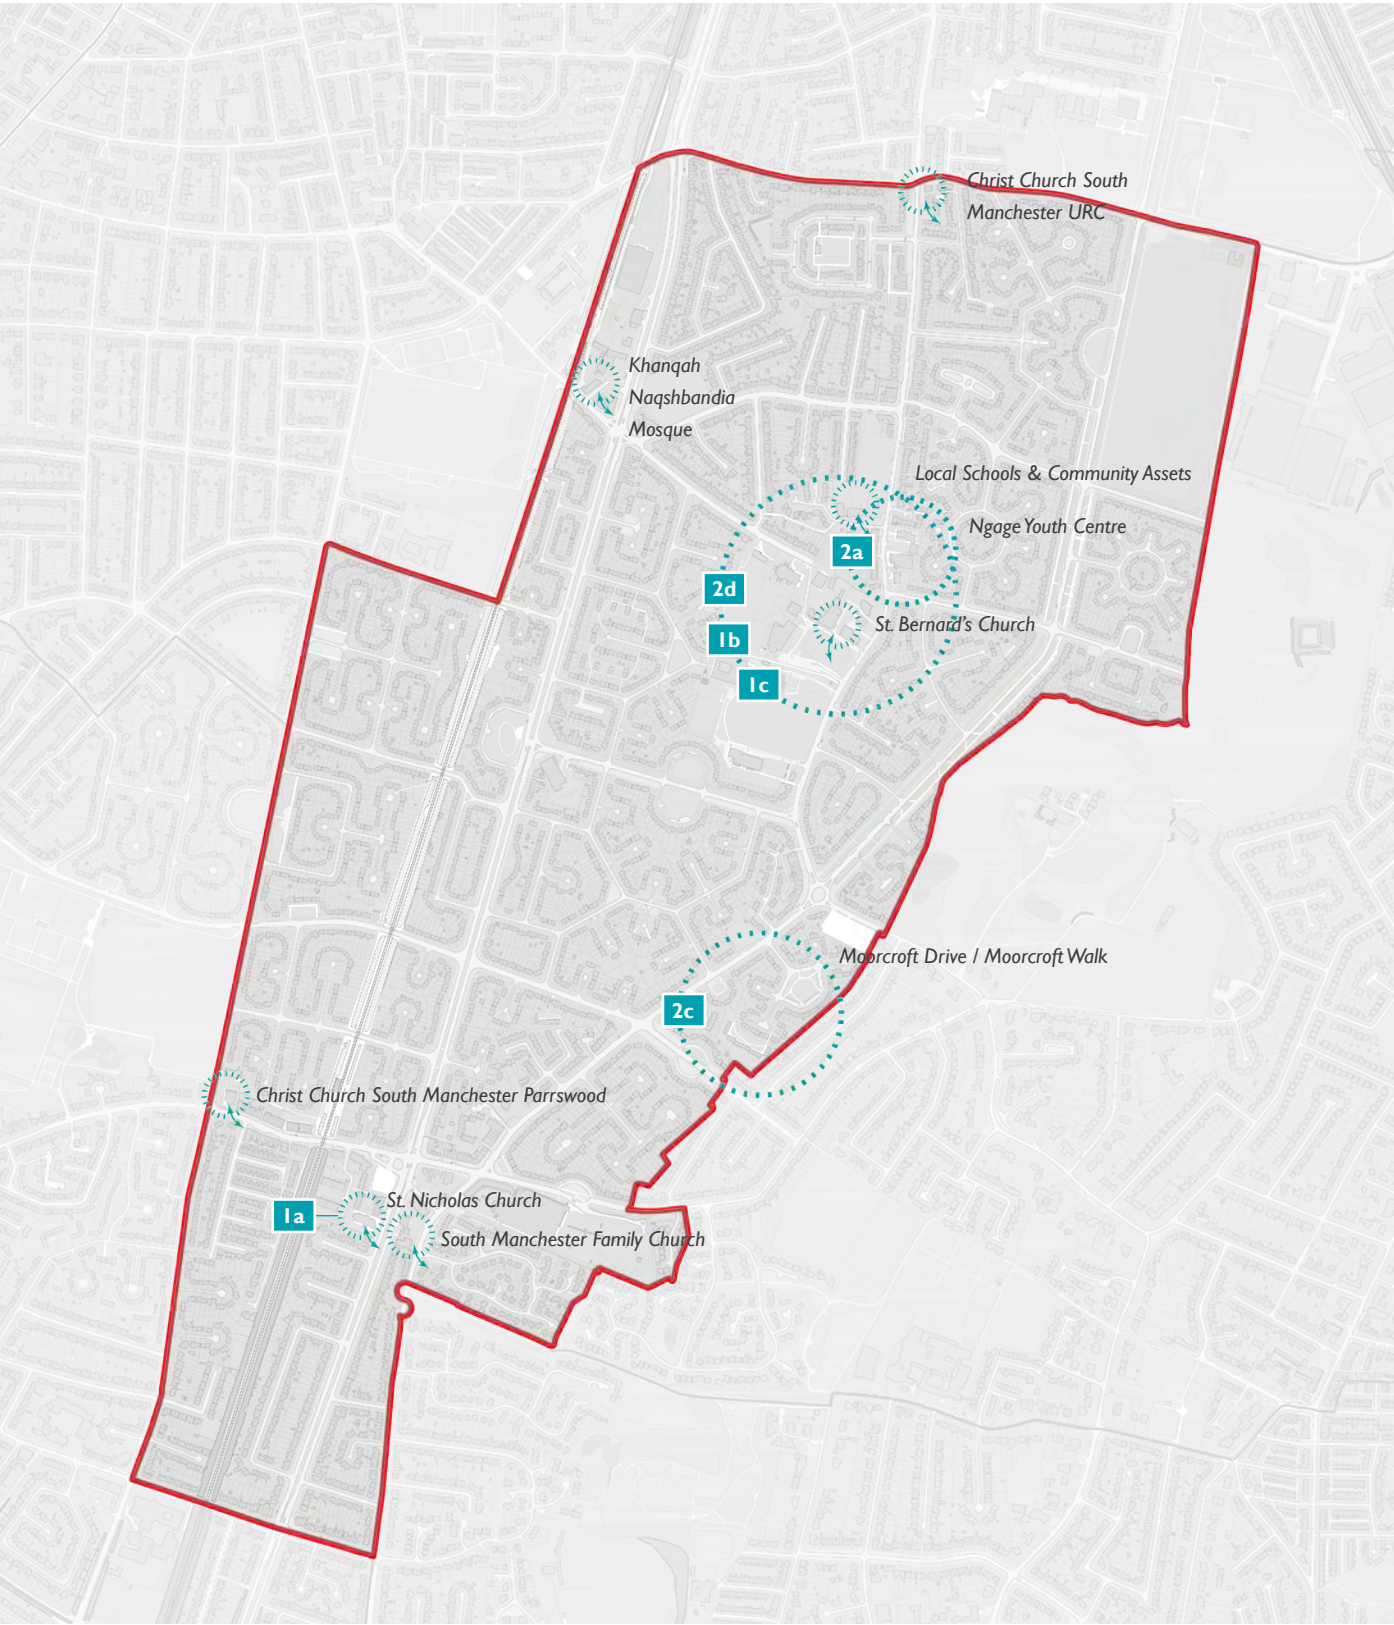 Christ Church South
Manchester URC
Khanqah
Naqshbandia
Mosque
Local Schools & Community Assets
Ngage Youth Centre
2a
2d
St. Bernard's Church
1b
1c
Moorcroft Drive / Moorcroft Walk
2c
Christ Church South Manchester Parrswood
St. Nicholas Church
1a
South Manchester Family Church